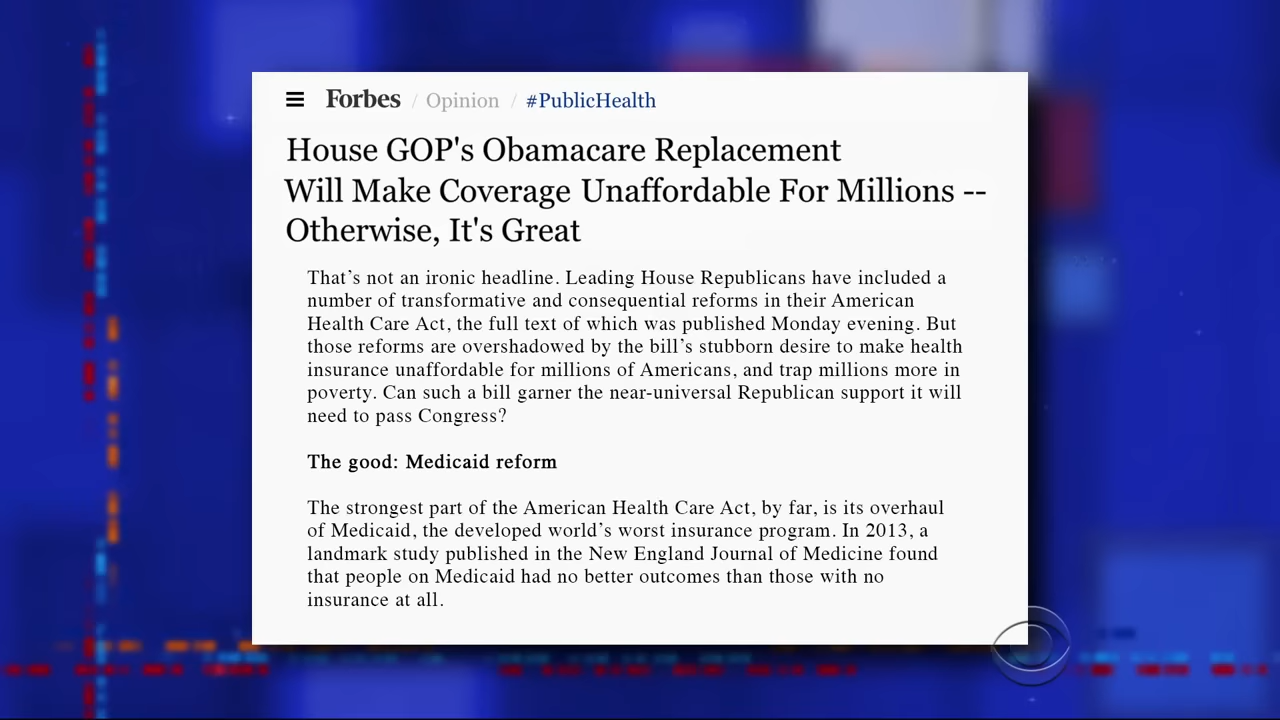 Forbes / Opinion / #PublicHealth
House GOP's Obamacare Replacement
Will Make Coverage Unaffordable For Millions --
Otherwise, It's Great
That's not an ironic headline. Leading House Republicans have included a
number of transformative and consequential reforms in their American
Health Care Act, the full text of which was published Monday evening. But
those reforms are overshadowed by the bill's stubborn desire to make health
insurance unaffordable for millions of Americans, and trap millions more in
poverty. Can such a bill garner the near-universal Republican support it will
need to pass Congress?
The good: Medicaid reform
The strongest part of the American Health Care Act, by far, is its overhaul
of Medicaid, the developed world's worst insurance program. In 2013, a
landmark study published in the New England Journal of Medicine found
that people on Medicaid had no better outcomes than those with no
insurance at all.